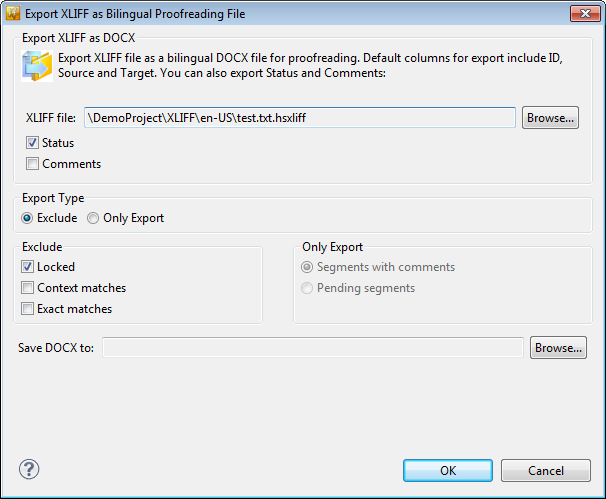 Export XLIFF as Bilingual Proofreading File
Export XLIFF as DOCX
Export XLIFF file as a bilingual DOCX file for proofreading. Default columns for export include ID,
Source and Target. You can also export Status and Comments:
XLIFF file: \DemoProject\XLIFF\en-US\test.txt.hsxliff Browse...
Status
Comments
Export Type
Exclude Only Export
Exclude Only Export
Locked Segments with comments
Context matches Pending segments
Exact matches
Save DOCX to: Browse...
? OK Cancel